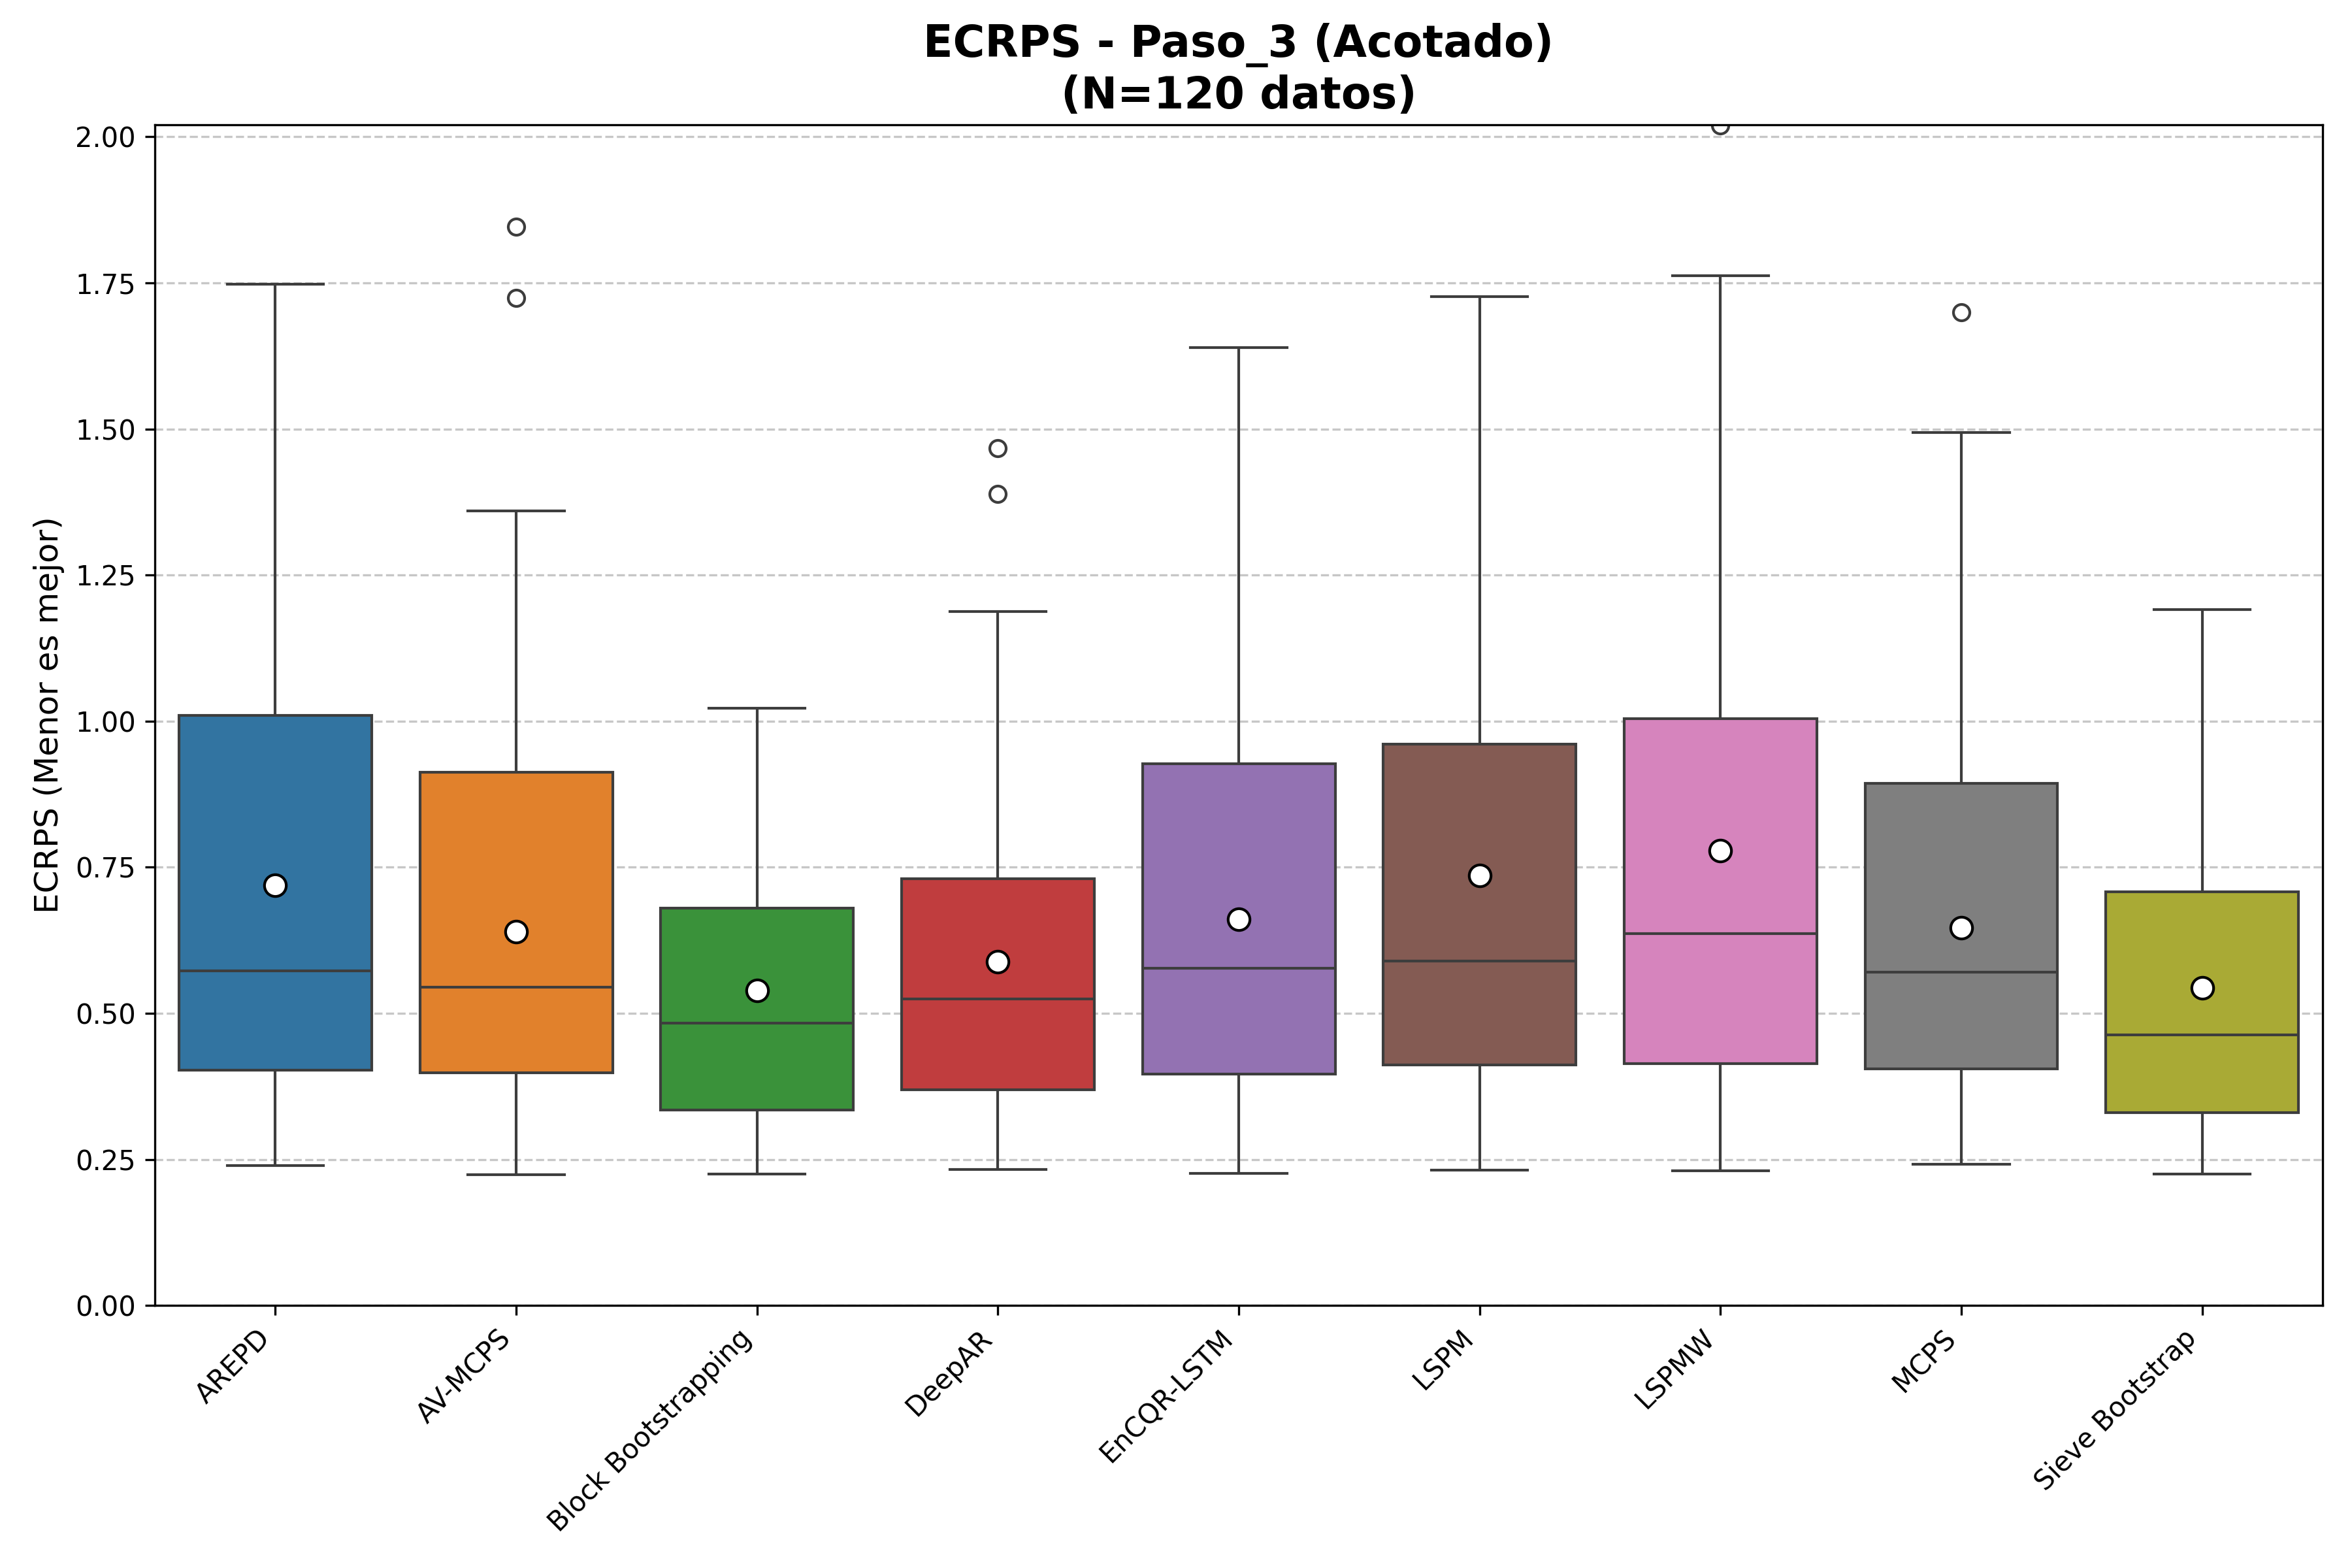 ECRPS - Paso_3 (Acotado)
(N=120 datos)
ECRPS (Menor es mejor)
2.00
1.75
1.50
1.25
1.00
0.75
0.50
0.25
0.00
AREPD
AV-MCPS
Block Bootstrapping
DeepAR
EnCQR-LSTM
LSPM
LSPMW
MCPS
Sieve Bootstrap